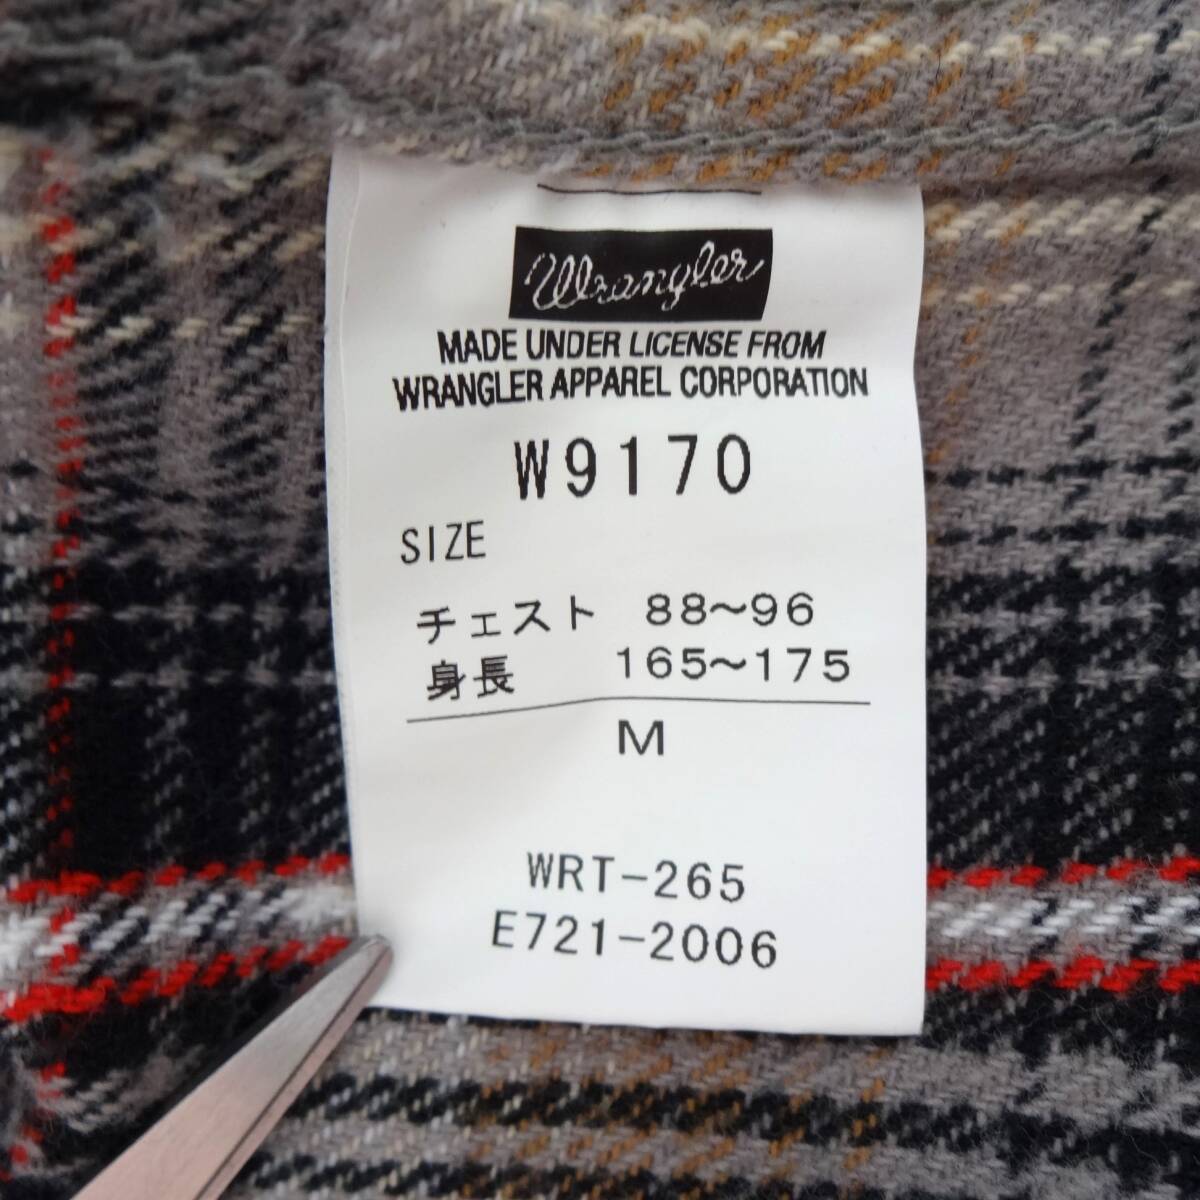 Wrangler
MADE UNDER LICENSE FROM
WRANGLER APPAREL CORPORATION
W9170
SIZE
チェスト 88〜96
身長 165〜175
M
WRT-265
E721-2006